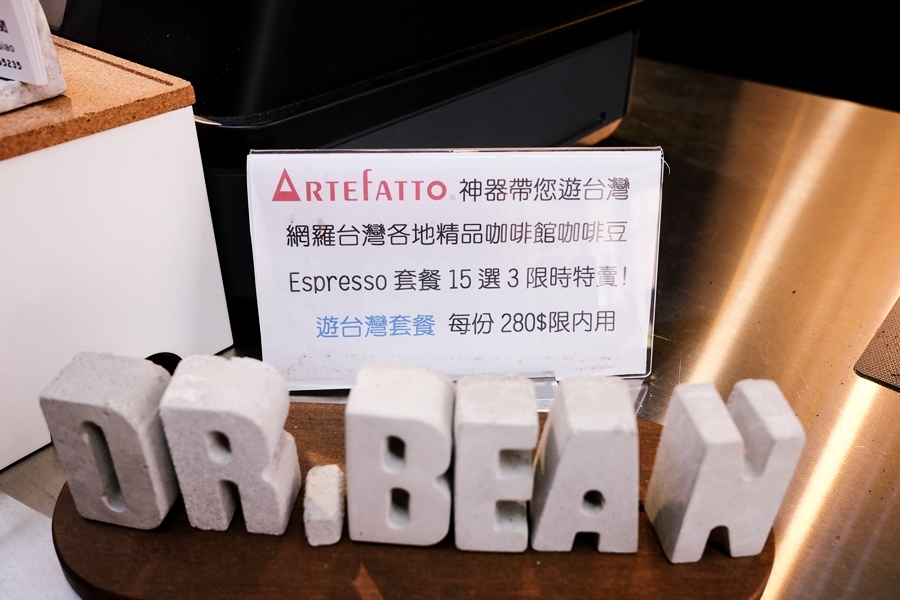 iao
5235
ARTEFATTO® 神器帶您遊台灣
網羅台灣各地精品咖啡館咖啡豆
Espresso 套餐 15 選 3 限時特賣!
遊台灣套餐 每份 280$限內用
DR.BEAN